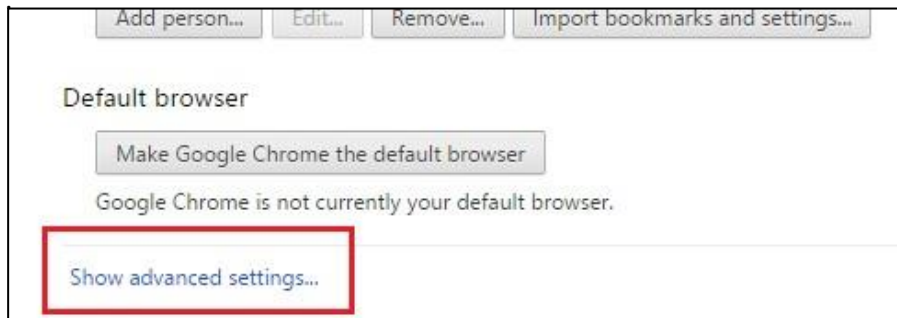 Add person... Edit... Remove... Import bookmarks and settings...
Default browser
Make Google Chrome the default browser
Google Chrome is not currently your default browser.
Show advanced settings...